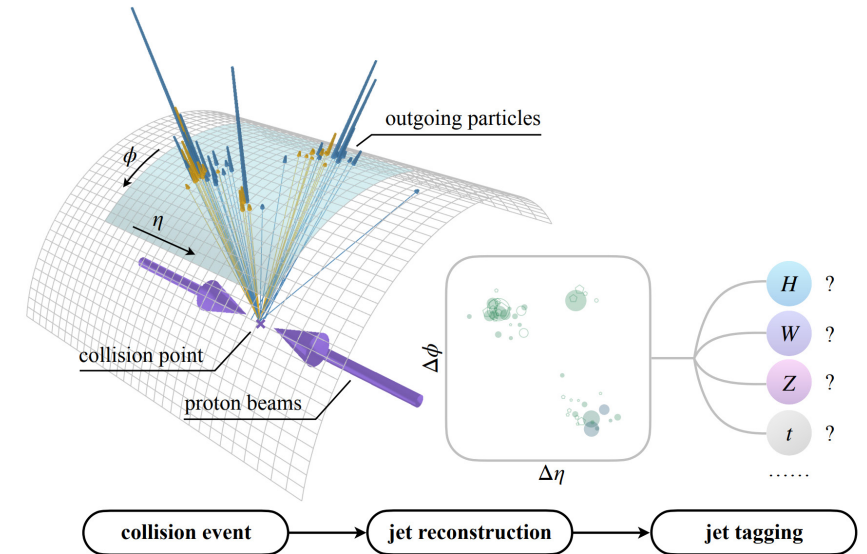 outgoing particles
ϕ
η
collision point
proton beams
Δϕ
Δη
H ?
W ?
Z ?
t ?
......
collision event
jet reconstruction
jet tagging